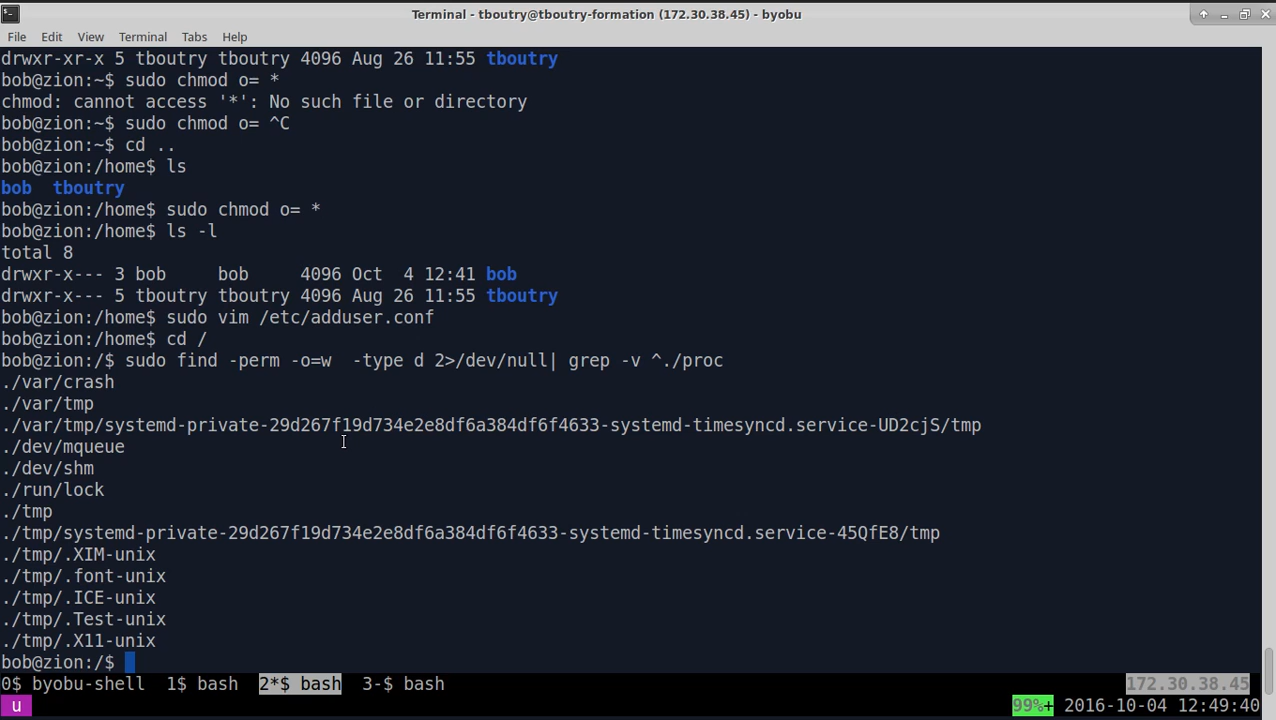 Terminal - tboutry@tboutry-formation (172.30.38.45) - byobu
File Edit View Terminal Tabs Help
drwxr-xr-x 5 tboutry tboutry 4096 Aug 26 11:55 tboutry
bob@zion:~$ sudo chmod o= *
chmod: cannot access '*': No such file or directory
bob@zion:~$ sudo chmod o= ^C
bob@zion:~$ cd ..
bob@zion:/home$ ls
bob  tboutry
bob@zion:/home$ sudo chmod o= *
bob@zion:/home$ ls -l
total 8
drwxr-x--- 3 bob     bob     4096 Oct  4 12:41 bob
drwxr-x--- 5 tboutry tboutry 4096 Aug 26 11:55 tboutry
bob@zion:/home$ sudo vim /etc/adduser.conf
bob@zion:/home$ cd /
bob@zion:/$ sudo find -perm -o=w  -type d 2>/dev/null| grep -v ^./proc
./var/crash
./var/tmp
./var/tmp/systemd-private-29d267f19d734e2e8df6a384df6f4633-systemd-timesyncd.service-UD2cjS/tmp
./dev/mqueue
./dev/shm
./run/lock
./tmp
./tmp/systemd-private-29d267f19d734e2e8df6a384df6f4633-systemd-timesyncd.service-45QfE8/tmp
./tmp/.XIM-unix
./tmp/.font-unix
./tmp/.ICE-unix
./tmp/.Test-unix
./tmp/.X11-unix
bob@zion:/$
0$ byobu-shell  1$ bash  2*$ bash  3-$ bash 172.30.38.45
u 99%+ 2016-10-04 12:49:40